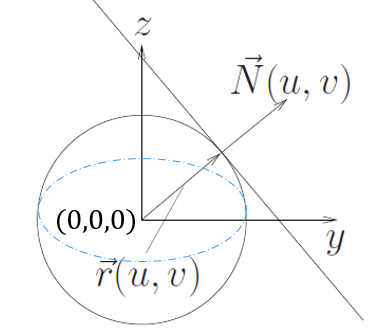 z
N⃗(u, v)
(0,0,0)
y
r⃗(u, v)